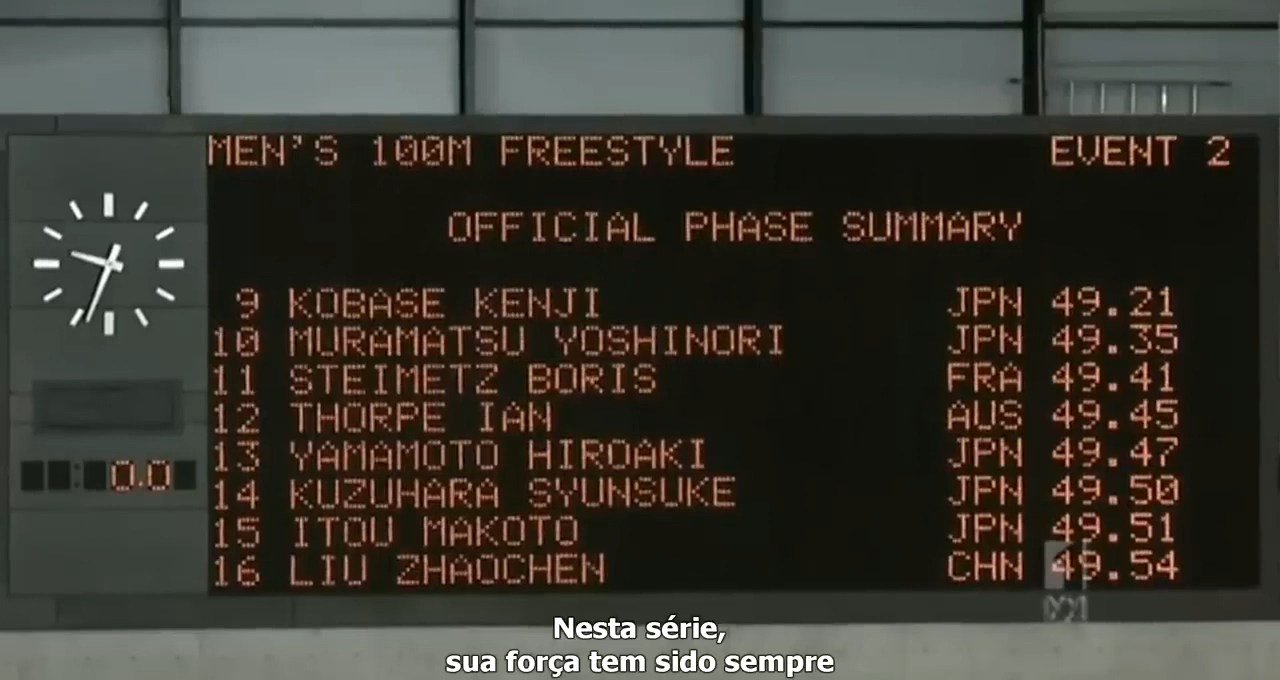 MEN'S 100M FREESTYLE EVENT 2
OFFICIAL PHASE SUMMARY
9 KOBASE KENJI JPN 49.21
10 MURAMATSU YOSHINORI JPN 49.35
11 STEIMETZ BORIS FRA 49.41
12 THORPE IAN AUS 49.45
13 YAMAMOTO HIROAKI JPN 49.47
14 KUZUHARA SYUNSUKE JPN 49.50
15 ITOU MAKOTO JPN 49.51
16 LIU ZHAOCHEN CHN 49.54
0.0
Nesta série,
sua força tem sido sempre